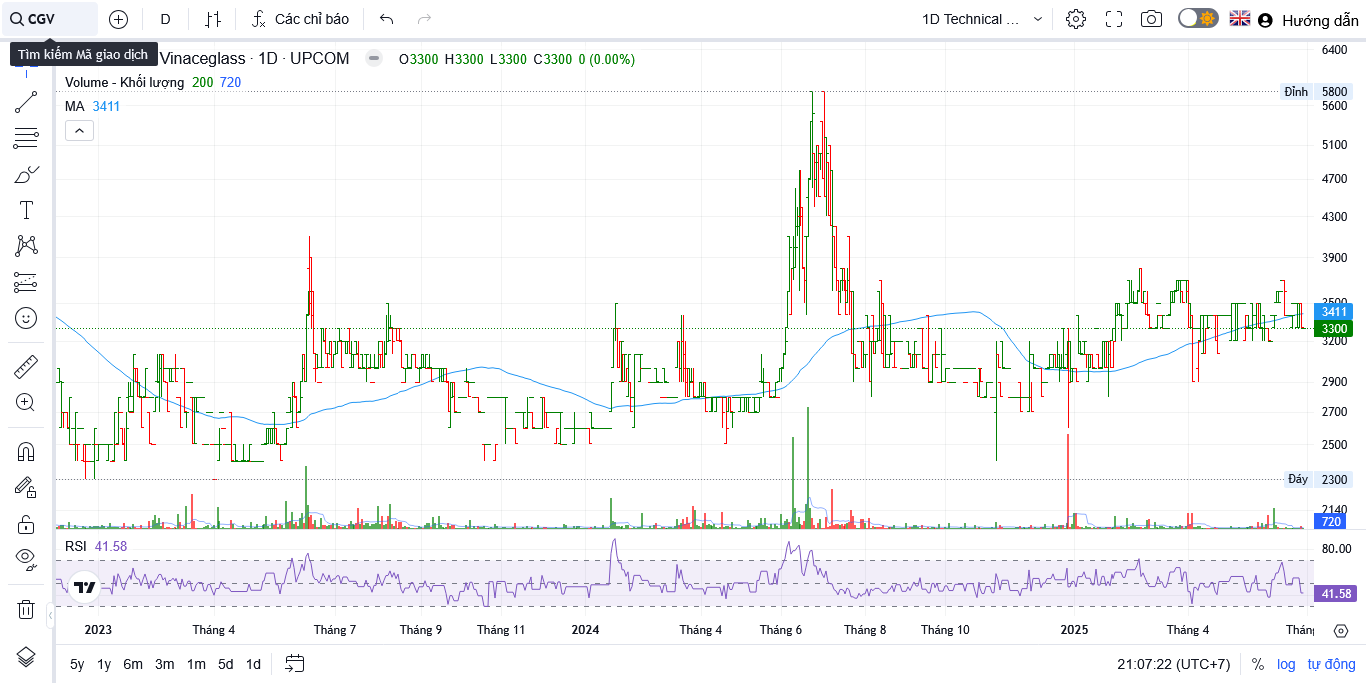 CGV D Các chỉ báo 1D Technical ... Hướng dẫn
Tìm kiếm Mã giao dịch
Vinaceglass · 1D · UPCOM O3300 H3300 L3300 C3300 0 (0.00%)
Volume - Khối lượng 200 720
MA 3411
6400
Đỉnh 5800
5600
5100
4700
4300
3900
3500
3411
3300
3200
2900
2700
2500
Đáy 2300
2140
720
RSI 41.58
80.00
41.58
2023 Tháng 4 Tháng 7 Tháng 9 Tháng 11 2024 Tháng 4 Tháng 6 Tháng 8 Tháng 10 2025 Tháng 4 Thán
5y 1y 6m 3m 1m 5d 1d 21:07:22 (UTC+7) % log tự động